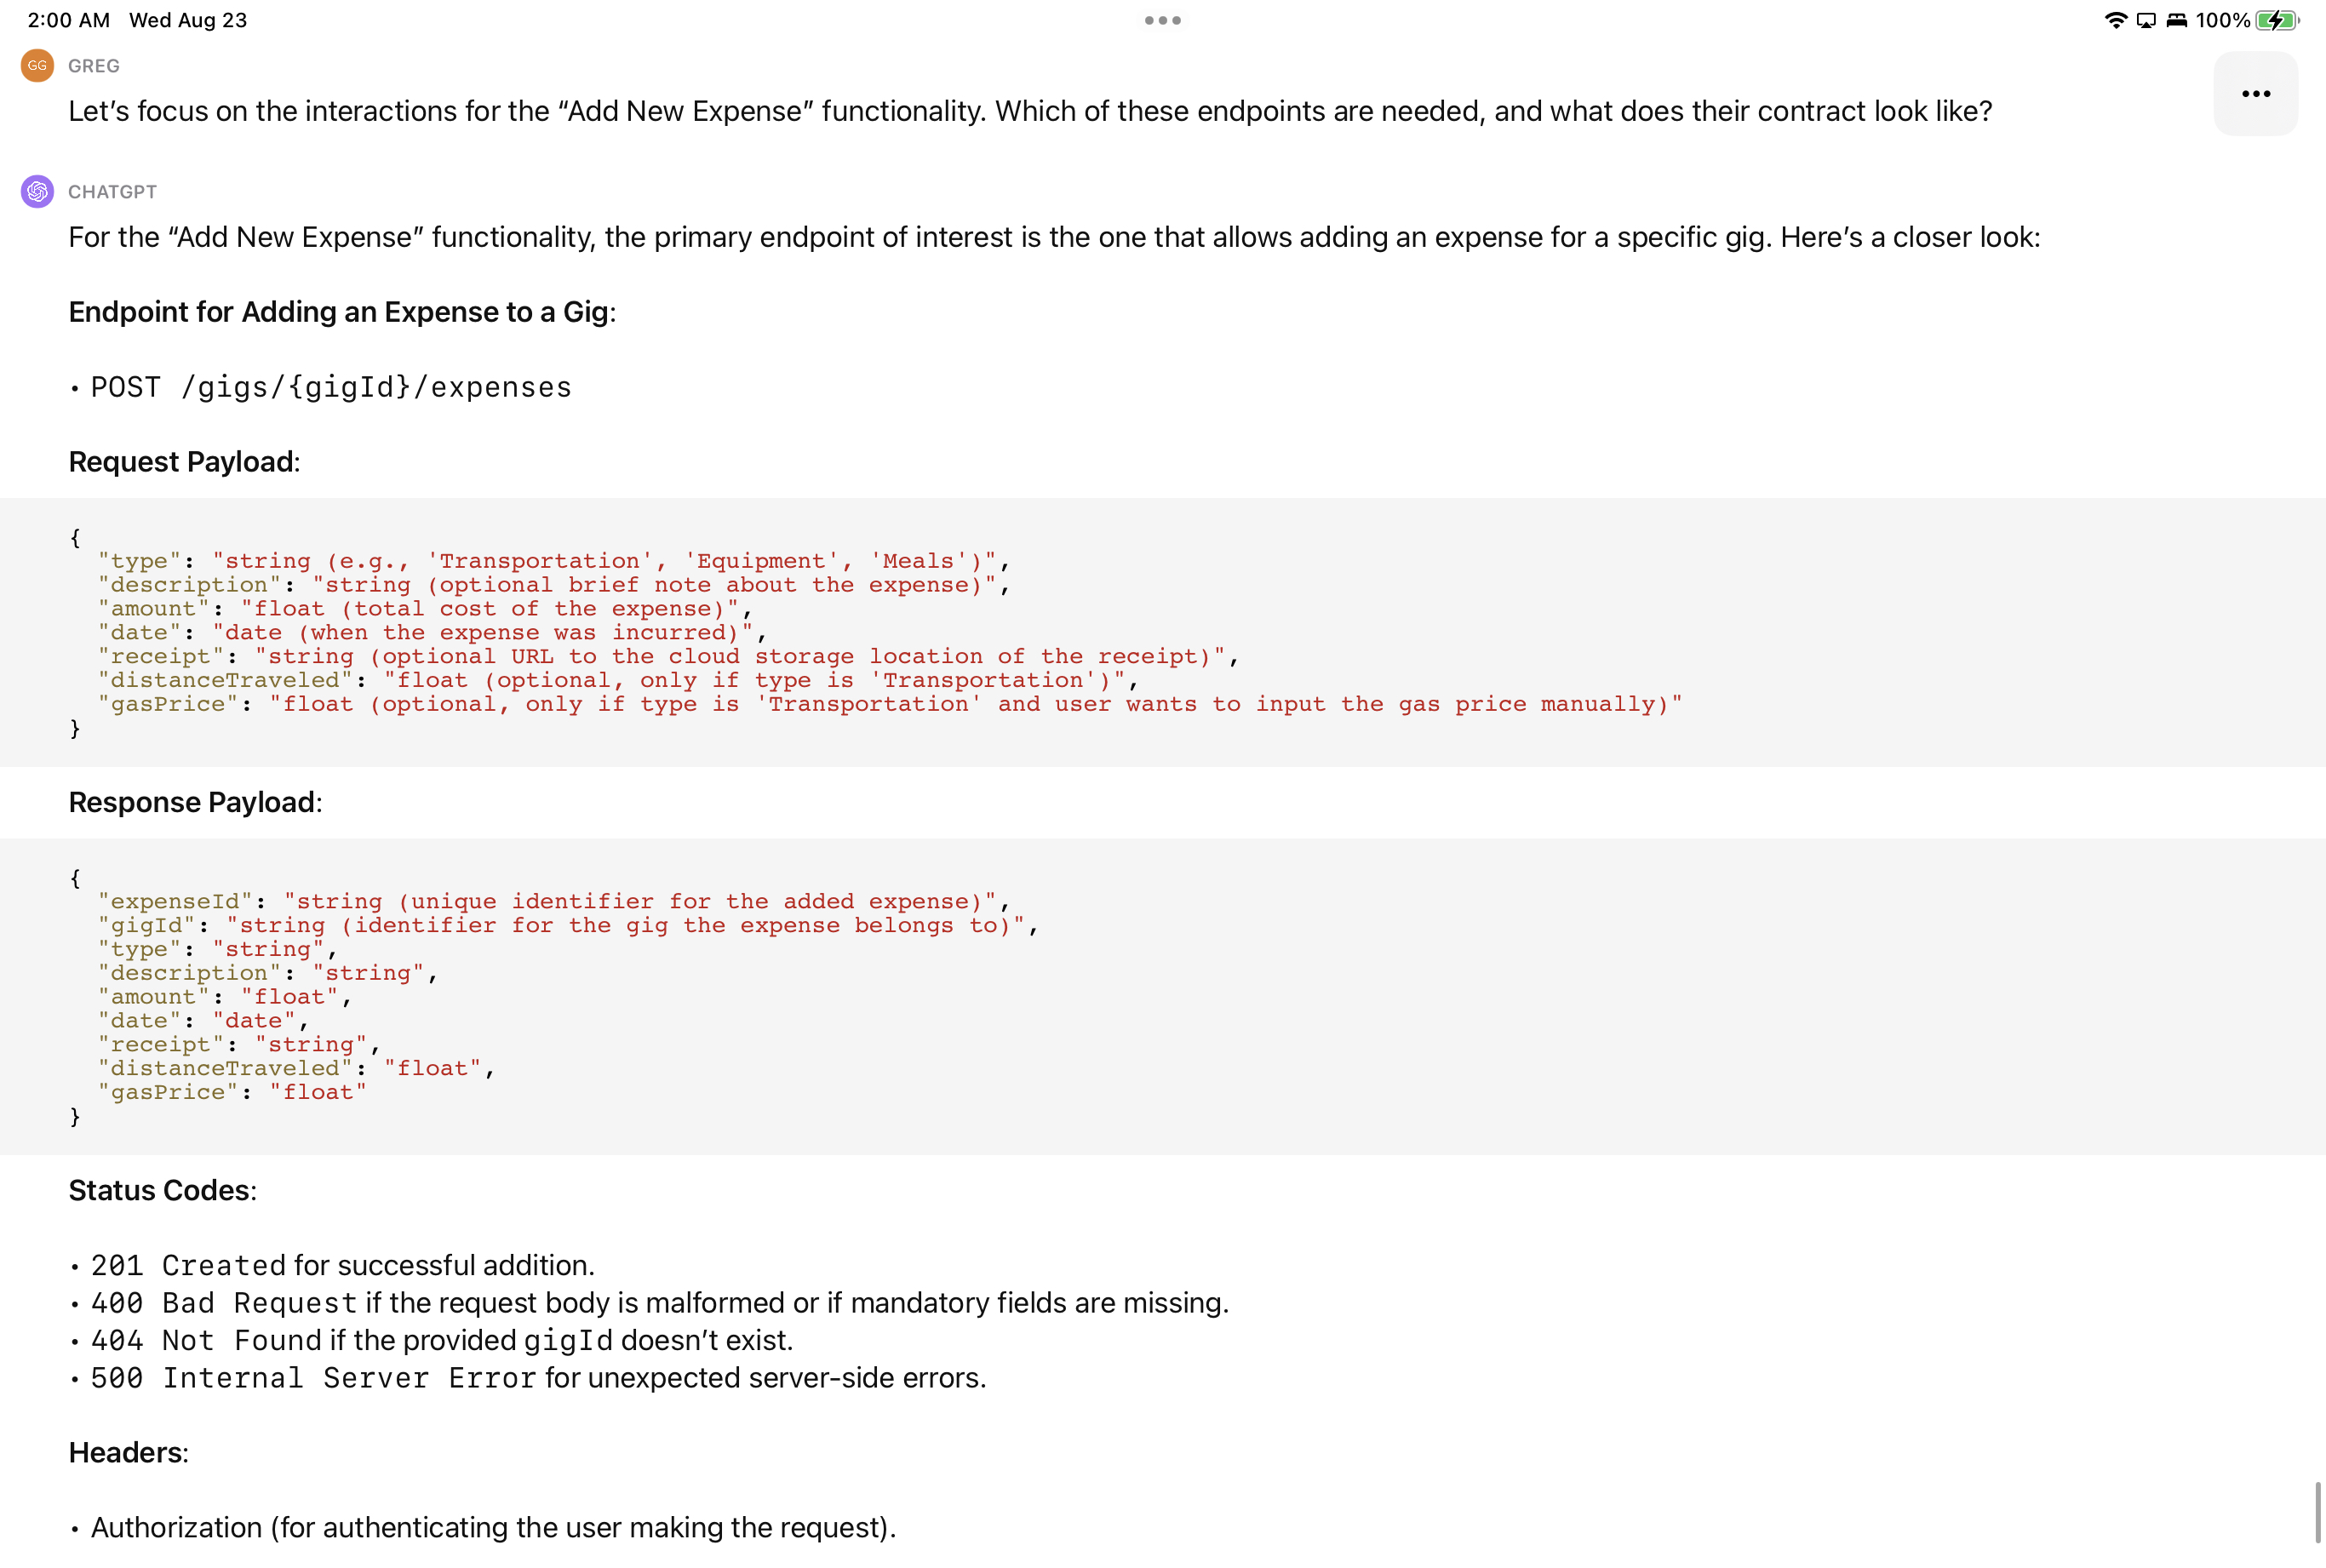 2:00 AM Wed Aug 23
100%
GG GREG
Let’s focus on the interactions for the “Add New Expense” functionality. Which of these endpoints are needed, and what does their contract look like?
CHATGPT
For the “Add New Expense” functionality, the primary endpoint of interest is the one that allows adding an expense for a specific gig. Here’s a closer look:
Endpoint for Adding an Expense to a Gig:
• POST /gigs/{gigId}/expenses
Request Payload:
{
  "type": "string (e.g., 'Transportation', 'Equipment', 'Meals')",
  "description": "string (optional brief note about the expense)",
  "amount": "float (total cost of the expense)",
  "date": "date (when the expense was incurred)",
  "receipt": "string (optional URL to the cloud storage location of the receipt)",
  "distanceTraveled": "float (optional, only if type is 'Transportation')",
  "gasPrice": "float (optional, only if type is 'Transportation' and user wants to input the gas price manually)"
}
Response Payload:
{
  "expenseId": "string (unique identifier for the added expense)",
  "gigId": "string (identifier for the gig the expense belongs to)",
  "type": "string",
  "description": "string",
  "amount": "float",
  "date": "date",
  "receipt": "string",
  "distanceTraveled": "float",
  "gasPrice": "float"
}
Status Codes:
• 201 Created for successful addition.
• 400 Bad Request if the request body is malformed or if mandatory fields are missing.
• 404 Not Found if the provided gigId doesn’t exist.
• 500 Internal Server Error for unexpected server-side errors.
Headers:
• Authorization (for authenticating the user making the request).